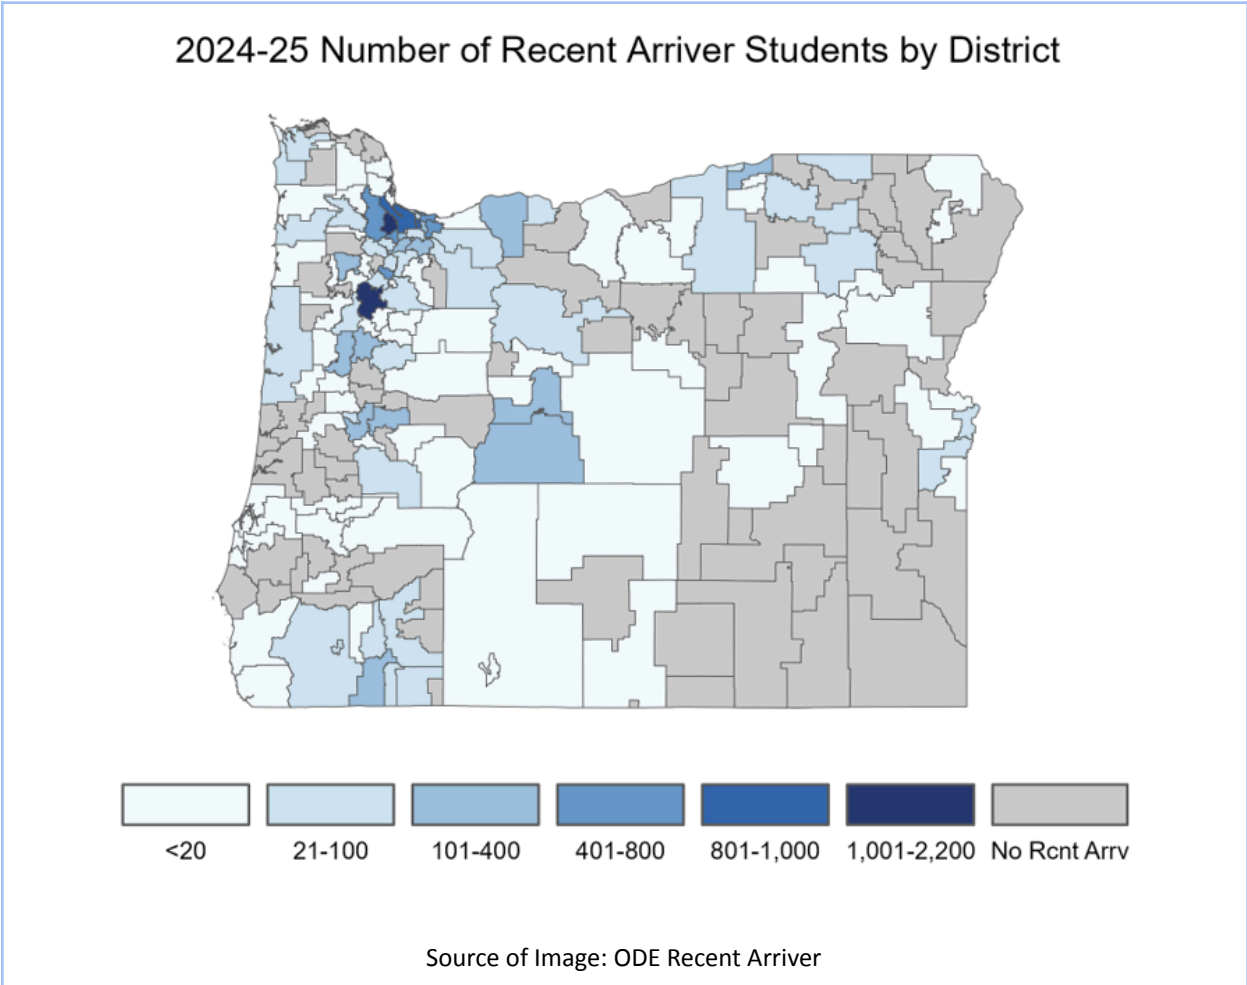 2024-25 Number of Recent Arriver Students by District
<20
21-100
101-400
401-800
801-1,000
1,001-2,200
No Rcnt Arrv
Source of Image: ODE Recent Arriver